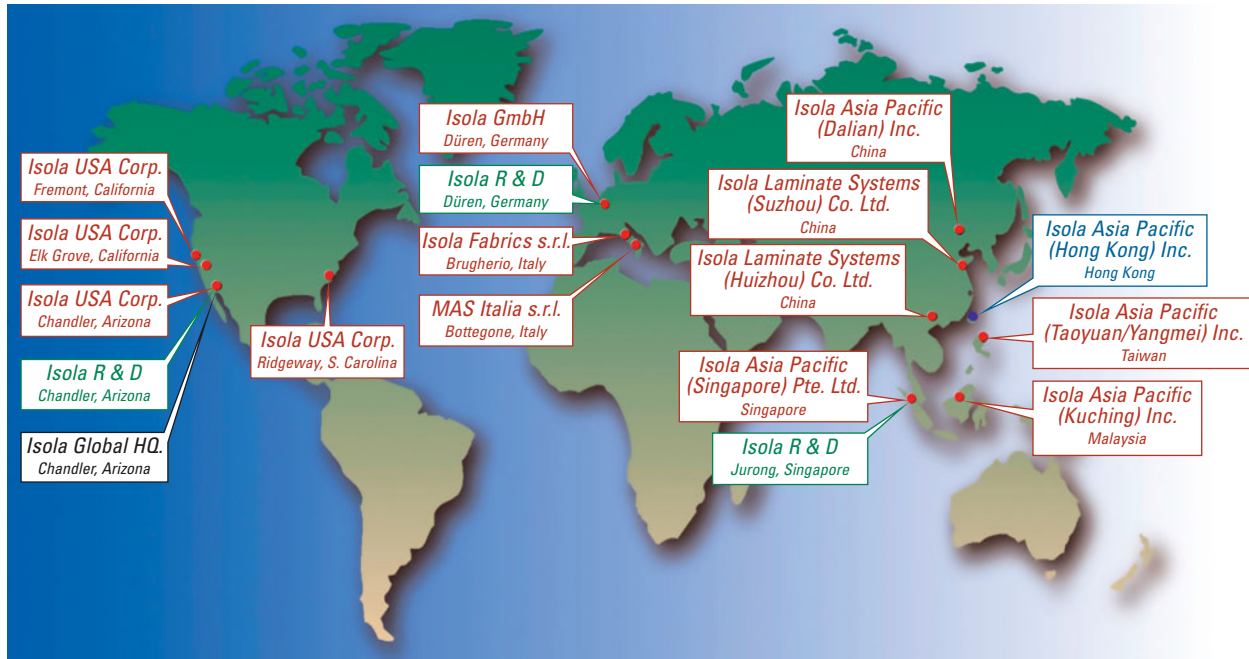 Isola USA Corp.
Fremont, California
Isola USA Corp.
Elk Grove, California
Isola USA Corp.
Chandler, Arizona
Isola R & D
Chandler, Arizona
Isola Global HQ.
Chandler, Arizona
Isola USA Corp.
Ridgeway, S. Carolina
Isola GmbH
Düren, Germany
Isola R & D
Düren, Germany
Isola Fabrics s.r.l.
Brugherio, Italy
MAS Italia s.r.l.
Bottegone, Italy
Isola Asia Pacific
(Dalian) Inc.
China
Isola Laminate Systems
(Suzhou) Co. Ltd.
China
Isola Laminate Systems
(Huizhou) Co. Ltd.
China
Isola Asia Pacific
(Hong Kong) Inc.
Hong Kong
Isola Asia Pacific
(Taoyuan/Yangmei) Inc.
Taiwan
Isola Asia Pacific
(Singapore) Pte. Ltd.
Singapore
Isola Asia Pacific
(Kuching) Inc.
Malaysia
Isola R & D
Jurong, Singapore